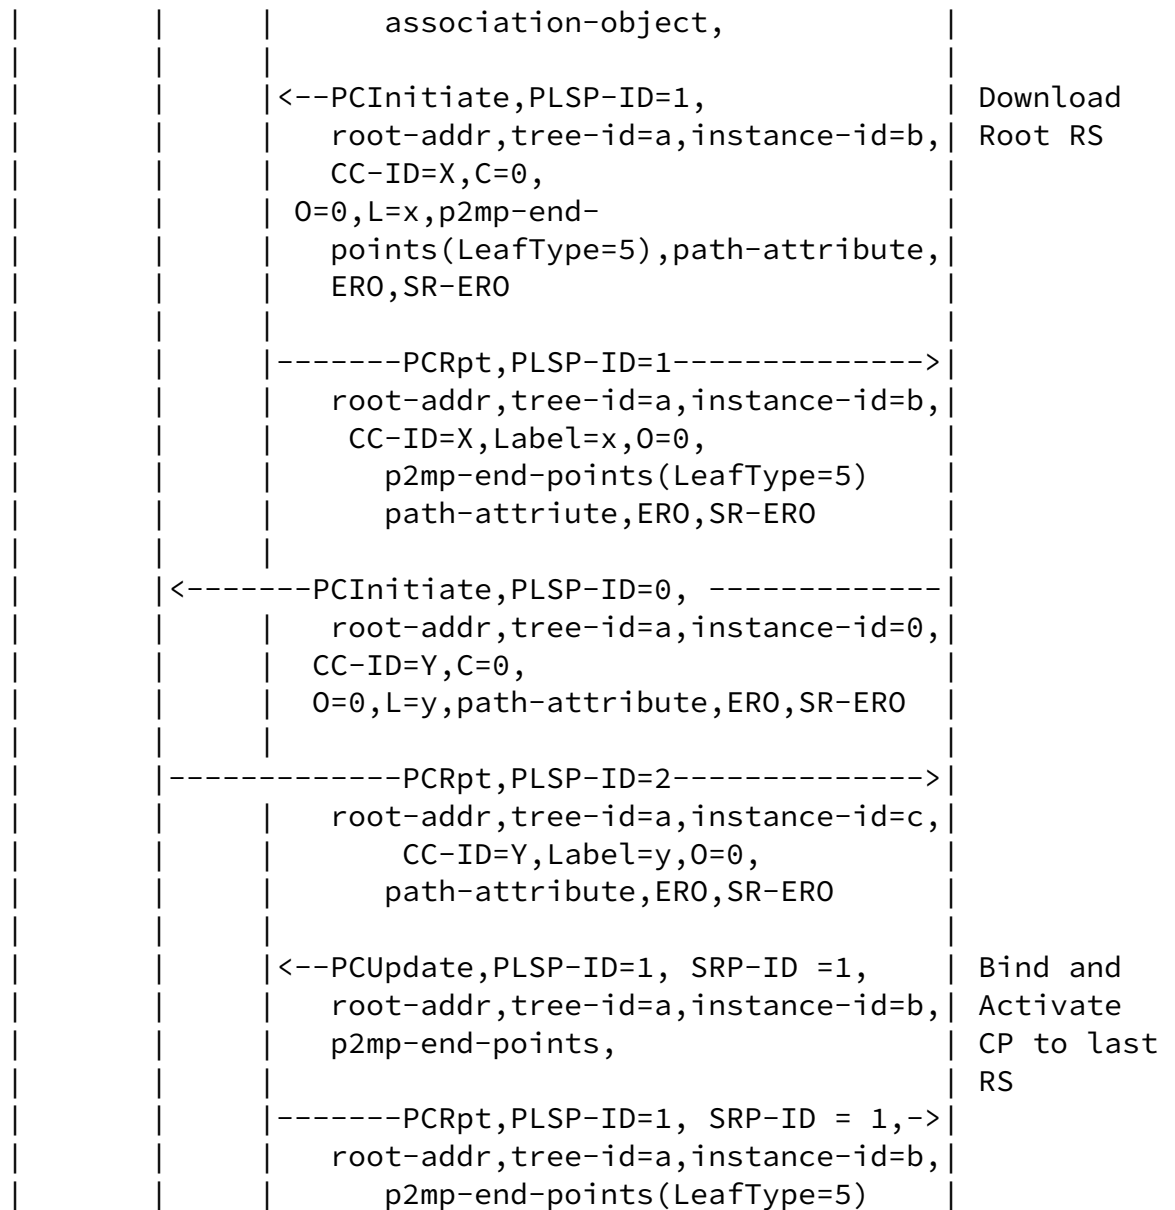 |       |     |      association-object,            |
|       |     |                                     |
|       |     |<--PCInitiate,PLSP-ID=1,             | Download
|       |     |   root-addr,tree-id=a,instance-id=b,| Root RS
|       |     |   CC-ID=X,C=0,                      |
|       |     | O=0,L=x,p2mp-end-                   |
|       |     |   points(LeafType=5),path-attribute,|
|       |     |   ERO,SR-ERO                        |
|       |     |                                     |
|       |     |-------PCRpt,PLSP-ID=1-------------->|
|       |     |   root-addr,tree-id=a,instance-id=b,|
|       |     |    CC-ID=X,Label=x,O=0,             |
|       |     |      p2mp-end-points(LeafType=5)    |
|       |     |      path-attriute,ERO,SR-ERO       |
|       |     |                                     |
|       |<-------PCInitiate,PLSP-ID=0, -------------|
|       |     |   root-addr,tree-id=a,instance-id=0,|
|       |     |  CC-ID=Y,C=0,                       |
|       |     |  O=0,L=y,path-attribute,ERO,SR-ERO  |
|       |     |                                     |
|       |-------------PCRpt,PLSP-ID=2-------------->|
|       |     |   root-addr,tree-id=a,instance-id=c,|
|       |     |       CC-ID=Y,Label=y,O=0,          |
|       |     |      path-attribute,ERO,SR-ERO      |
|       |     |                                     |
|       |     |<--PCUpdate,PLSP-ID=1, SRP-ID =1,    | Bind and
|       |     |   root-addr,tree-id=a,instance-id=b,| Activate
|       |     |   p2mp-end-points,                  | CP to last
|       |     |                                     | RS
|       |     |-------PCRpt,PLSP-ID=1, SRP-ID = 1,->|
|       |     |   root-addr,tree-id=a,instance-id=b,|
|       |     |      p2mp-end-points(LeafType=5)    |